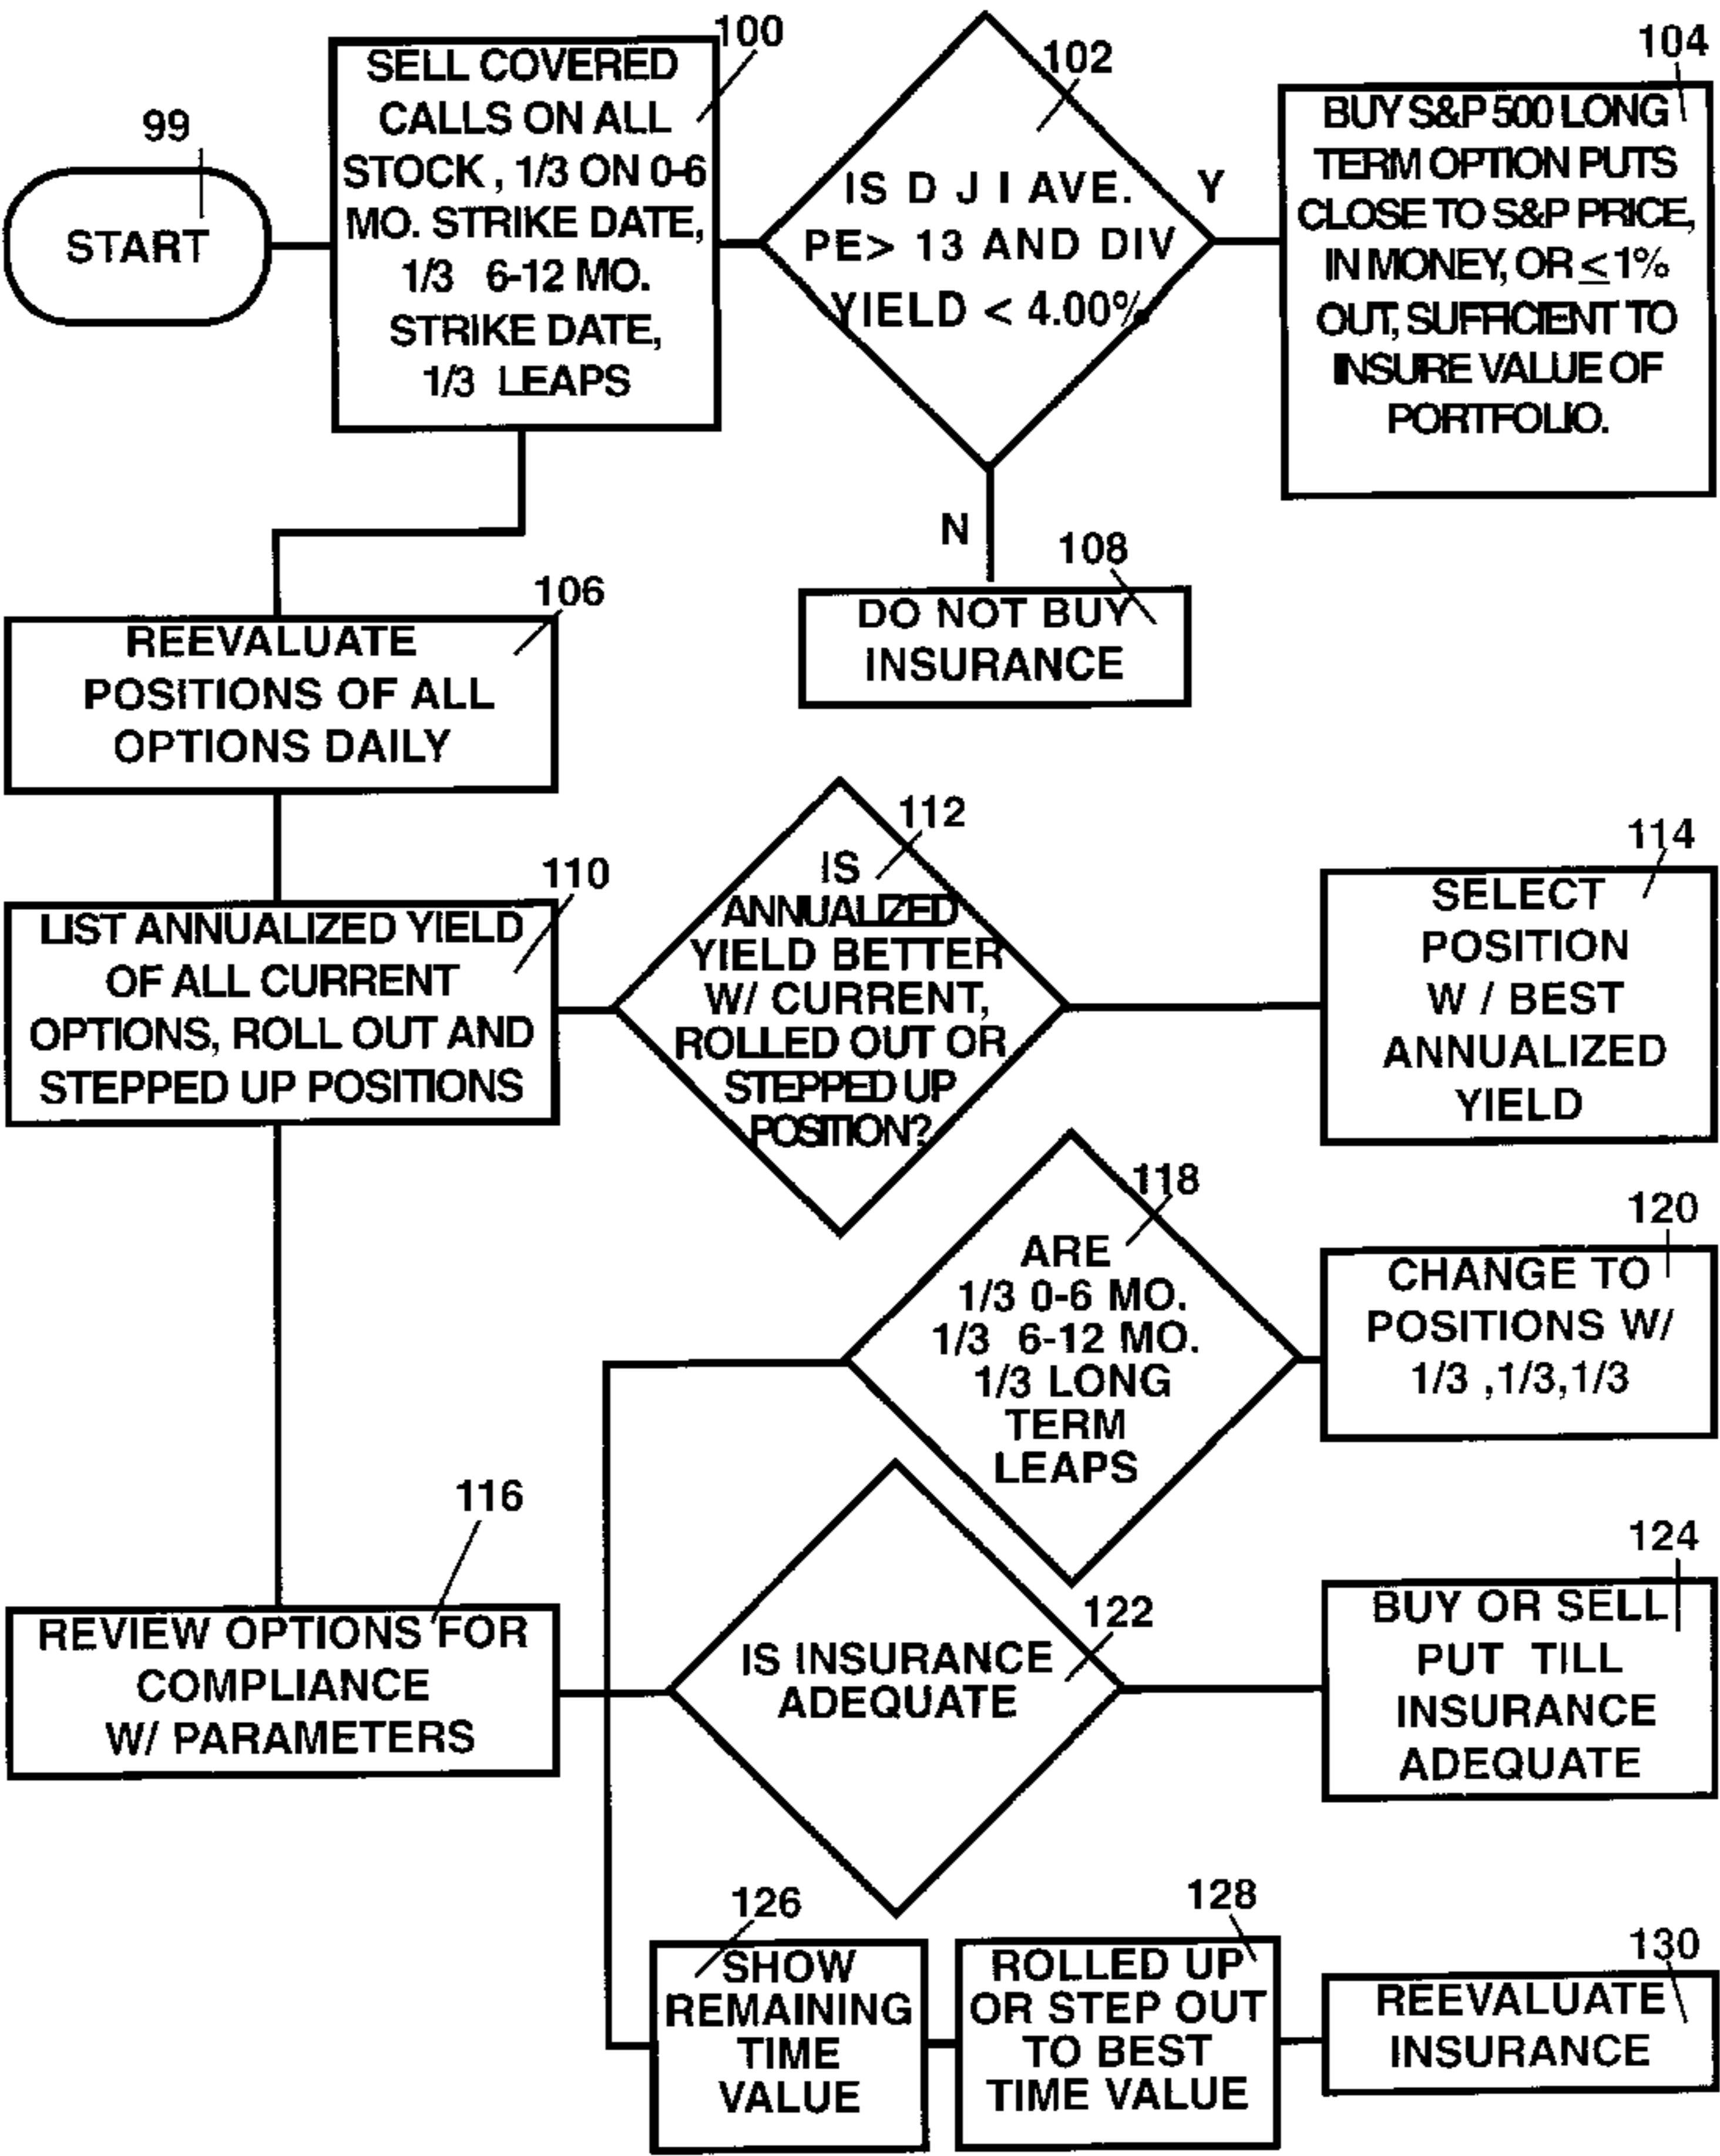 99
START
100
SELL COVERED
CALLS ON ALL
STOCK , 1/3 ON 0-6
MO. STRIKE DATE,
1/3 6-12 MO.
STRIKE DATE,
1/3 LEAPS
102
IS D J I AVE.
PE> 13 AND DIV
YIELD < 4.00%
Y
104
BUY S&P 500 LONG
TERM OPTION PUTS
CLOSE TO S&P PRICE,
IN MONEY, OR ≤ 1%
OUT, SUFFICIENT TO
INSURE VALUE OF
PORTFOLIO.
N
108
DO NOT BUY
INSURANCE
106
REEVALUATE
POSITIONS OF ALL
OPTIONS DAILY
110
LIST ANNUALIZED YIELD
OF ALL CURRENT
OPTIONS, ROLL OUT AND
STEPPED UP POSITIONS
112
IS
ANNUALIZED
YIELD BETTER
W/ CURRENT,
ROLLED OUT OR
STEPPED UP
POSITION?
114
SELECT
POSITION
W / BEST
ANNUALIZED
YIELD
118
ARE
1/3 0-6 MO.
1/3 6-12 MO.
1/3 LONG
TERM
LEAPS
120
CHANGE TO
POSITIONS W/
1/3 ,1/3,1/3
116
REVIEW OPTIONS FOR
COMPLIANCE
W/ PARAMETERS
122
IS INSURANCE
ADEQUATE
124
BUY OR SELL
PUT TILL
INSURANCE
ADEQUATE
126
SHOW
REMAINING
TIME
VALUE
128
ROLLED UP
OR STEP OUT
TO BEST
TIME VALUE
130
REEVALUATE
INSURANCE